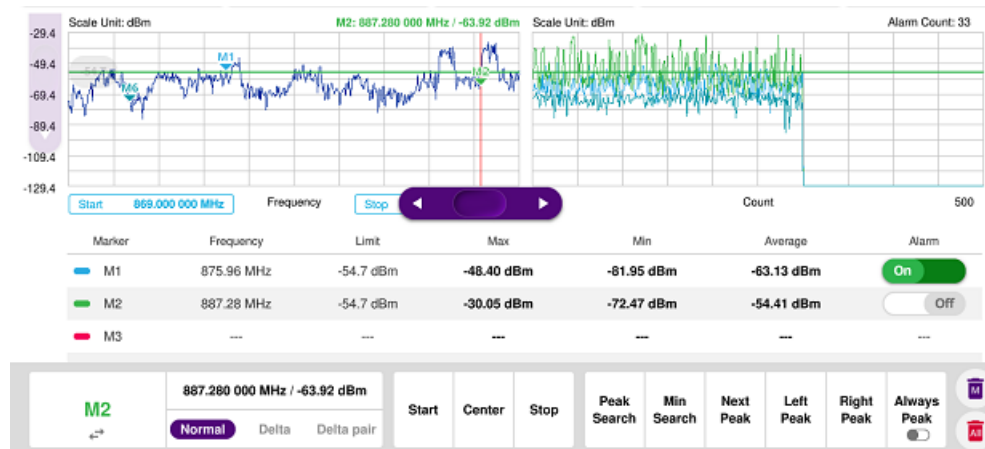 Scale Unit: dBm
M2: 887.280 000 MHz / -63.92 dBm
Scale Unit: dBm
Alarm Count: 33
-29.4
-49.4
-69.4
-89.4
-109.4
-129.4
M1
M2
M6
Start 869.000 000 MHz
Frequency
Stop
Count
500
Marker Frequency Limit Max Min Average Alarm
M1 875.96 MHz -54.7 dBm -48.40 dBm -81.95 dBm -63.13 dBm On
M2 887.28 MHz -54.7 dBm -30.05 dBm -72.47 dBm -54.41 dBm Off
M3 --- --- --- --- --- ---
M2
887.280 000 MHz / -63.92 dBm
Normal Delta Delta pair
Start
Center
Stop
Peak
Search
Min
Search
Next
Peak
Left
Peak
Right
Peak
Always
Peak
M
All